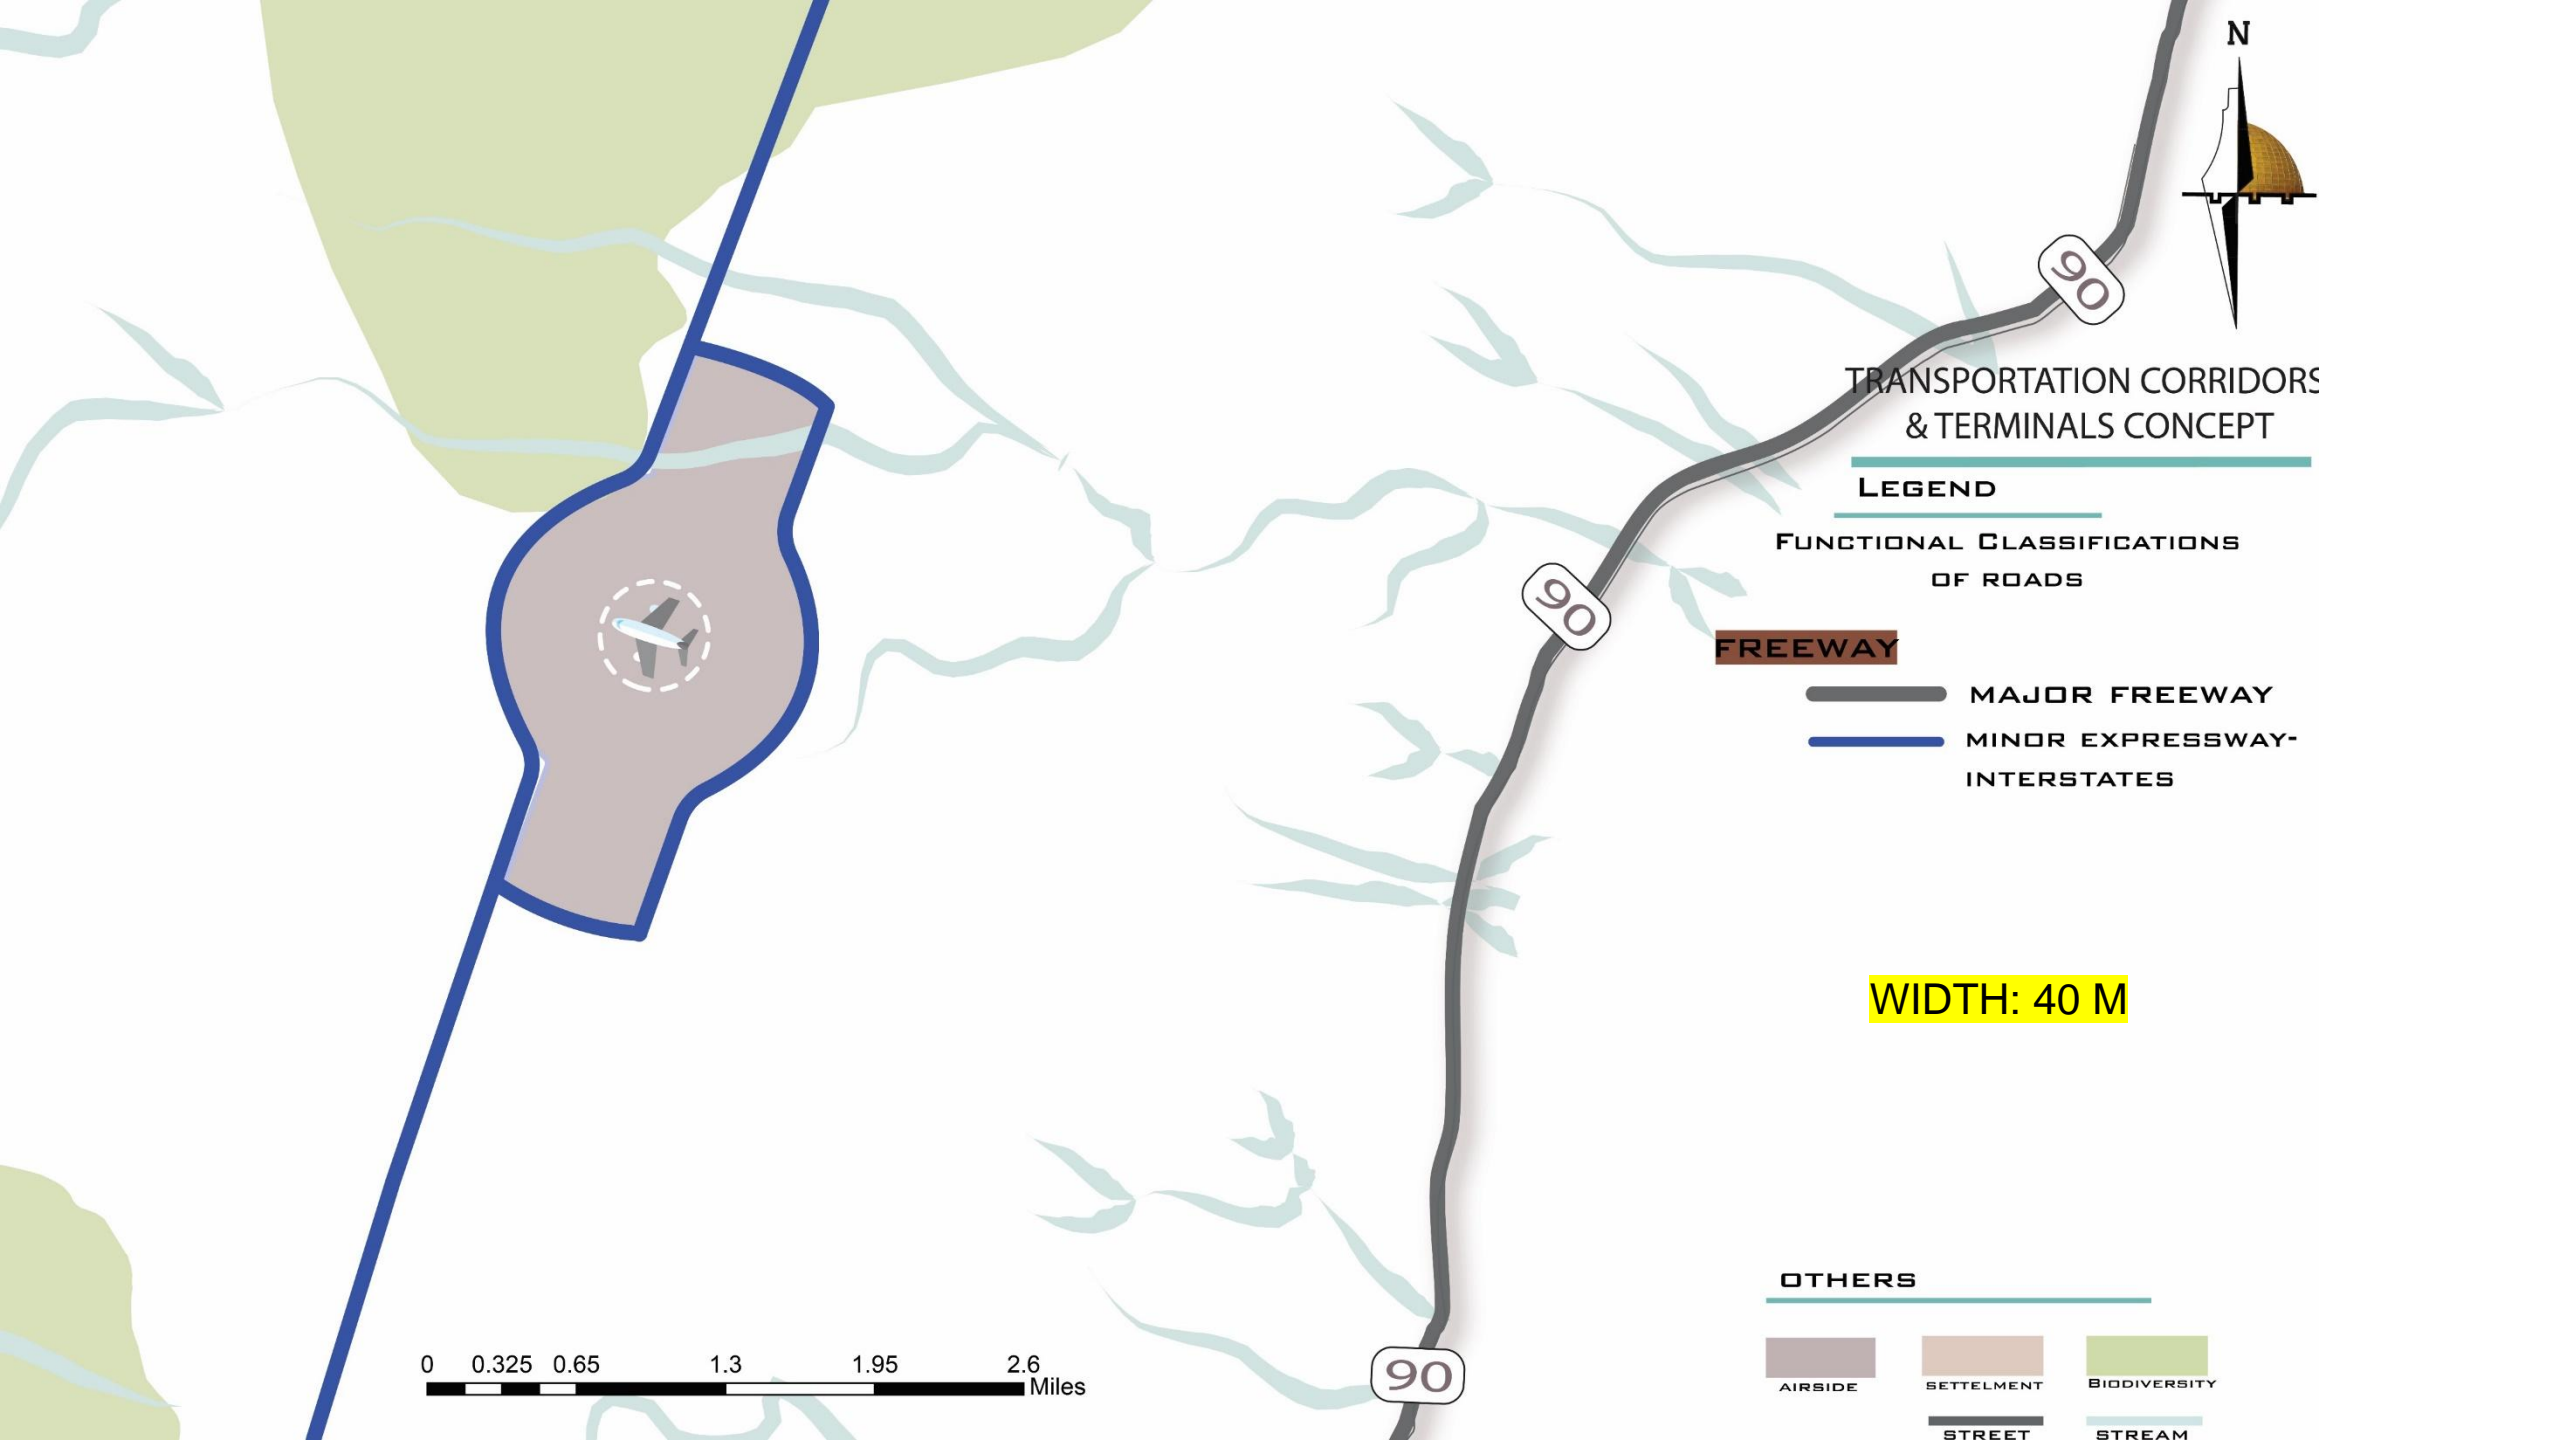 N
90
TRANSPORTATION CORRIDORS
& TERMINALS CONCEPT
LEGEND
FUNCTIONAL CLASSIFICATIONS
OF ROADS
90
FREEWAY
MAJOR FREEWAY
MINOR EXPRESSWAY-
INTERSTATES
WIDTH: 40 M
OTHERS
0 0.325 0.65 1.3 1.95 2.6
Miles
90
AIRSIDE SETTELMENT BIODIVERSITY
STREET STREAM